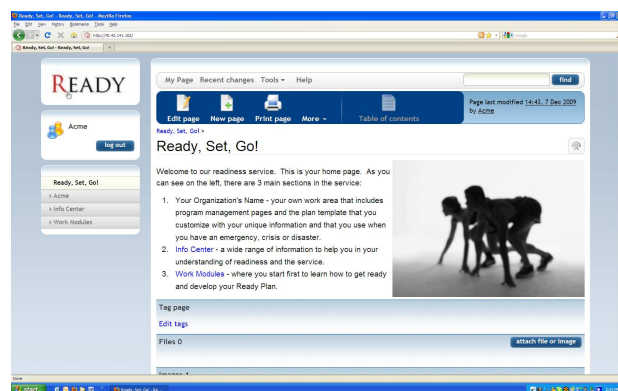 Ready, Set, Go! - Ready, Set, Go! - Mozilla Firefox
File Edit View History Bookmarks Tools Help
http://70.42.141.102/
Google
Ready, Set, Go! - Ready, Set, Go!
READY
My Page Recent changes Tools Help
find
Edit page New page Print page More Table of contents
Page last modified 14:43, 7 Dec 2009
by Acme
Acme
log out
Ready, Set, Go!
Ready, Set, Go!
Welcome to our readiness service. This is your home page. As you
can see on the left, there are 3 main sections in the service:
1. Your Organization's Name - your own work area that includes
program management pages and the plan template that you
customize with your unique information and that you use when
you have an emergency, crisis or disaster.
2. Info Center - a wide range of information to help you in your
understanding of readiness and the service.
3. Work Modules - where you start first to learn how to get ready
and develop your Ready Plan.
Ready, Set, Go!
Acme
Info Center
Work Modules
Tag page
Edit tags
Files 0
attach file or image
Images 1
Done
start